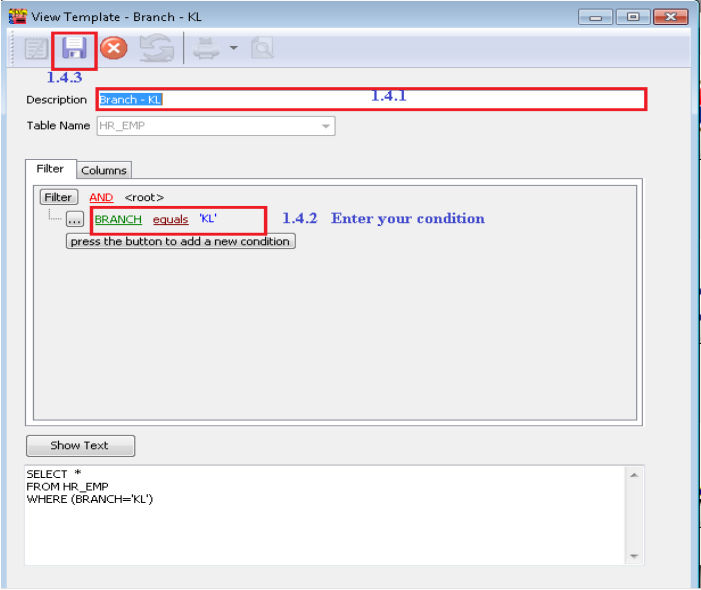 View Template - Branch - KL
1.4.3
Description Branch - KL 1.4.1
Table Name HR_EMP
Filter Columns
Filter AND <root>
... BRANCH equals 'KL' 1.4.2 Enter your condition
press the button to add a new condition
Show Text
SELECT *
FROM HR_EMP
WHERE (BRANCH='KL')